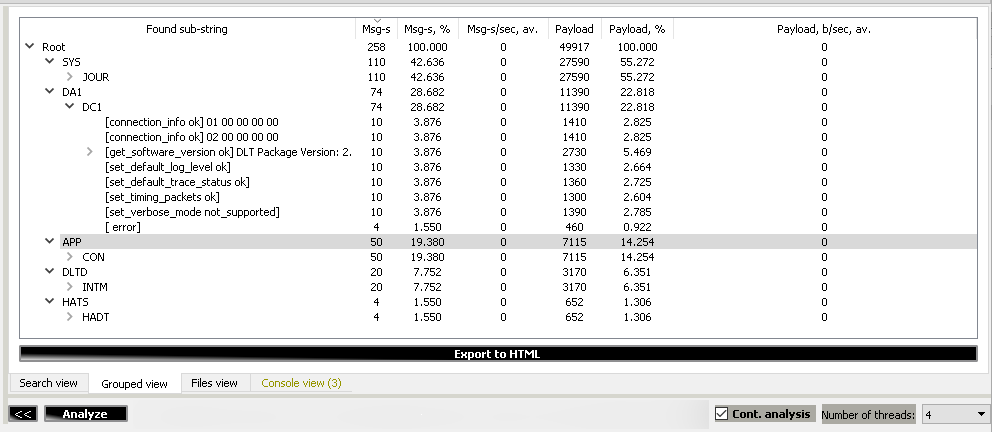 Found sub-string Msg-s Msg-s, % Msg-s/sec, av. Payload Payload, % Payload, b/sec, av.
Root 258 100.000 0 49917 100.000 0
SYS 110 42.636 0 27590 55.272 0
JOUR 110 42.636 0 27590 55.272 0
DA1 74 28.682 0 11390 22.818 0
DC1 74 28.682 0 11390 22.818 0
[connection_info ok] 01 00 00 00 00 10 3.876 0 1410 2.825 0
[connection_info ok] 02 00 00 00 00 10 3.876 0 1410 2.825 0
[get_software_version ok] DLT Package Version: 2. 10 3.876 0 2730 5.469 0
[set_default_log_level ok] 10 3.876 0 1330 2.664 0
[set_default_trace_status ok] 10 3.876 0 1360 2.725 0
[set_timing_packets ok] 10 3.876 0 1300 2.604 0
[set_verbose_mode not_supported] 10 3.876 0 1390 2.785 0
[ error] 4 1.550 0 460 0.922 0
APP 50 19.380 0 7115 14.254 0
CON 50 19.380 0 7115 14.254 0
DLTD 20 7.752 0 3170 6.351 0
INTM 20 7.752 0 3170 6.351 0
HATS 4 1.550 0 652 1.306 0
HADT 4 1.550 0 652 1.306 0
Export to HTML
Search view Grouped view Files view Console view (3)
<< Analyze Cont. analysis Number of threads: 4